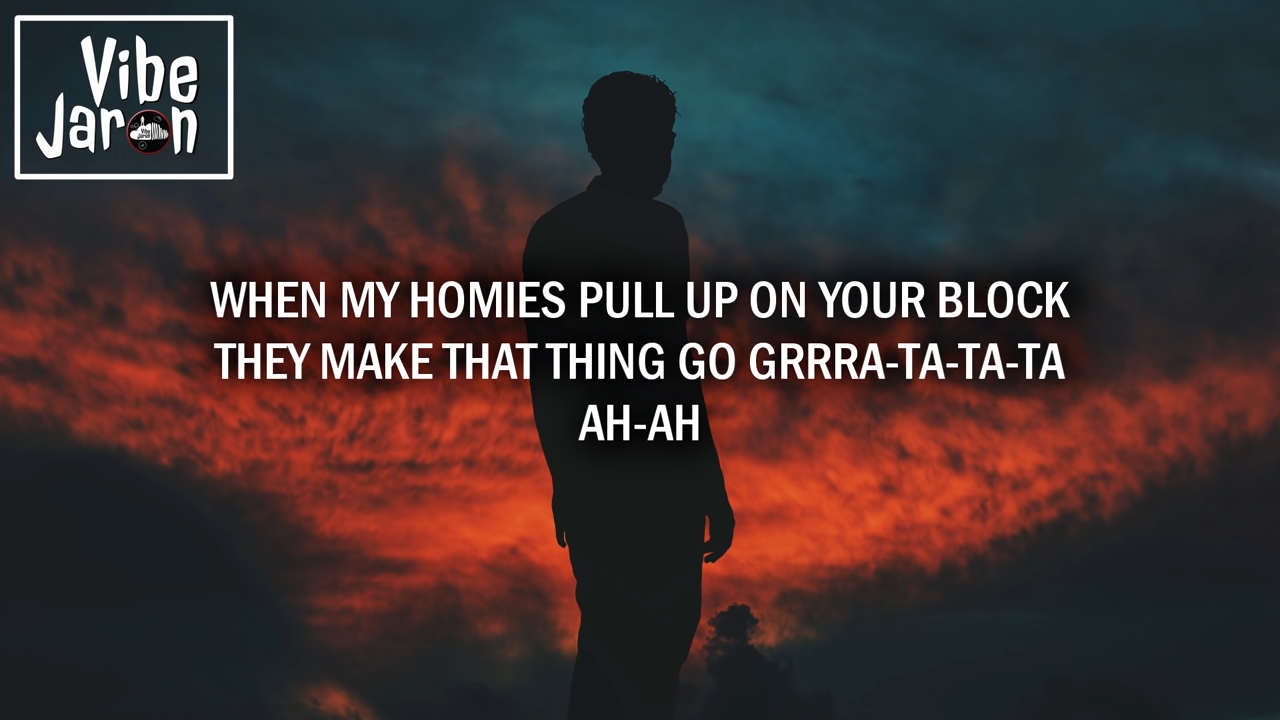 Vibe
Jaron
WHEN MY HOMIES PULL UP ON YOUR BLOCK
THEY MAKE THAT THING GO GRRRA-TA-TA-TA
AH-AH